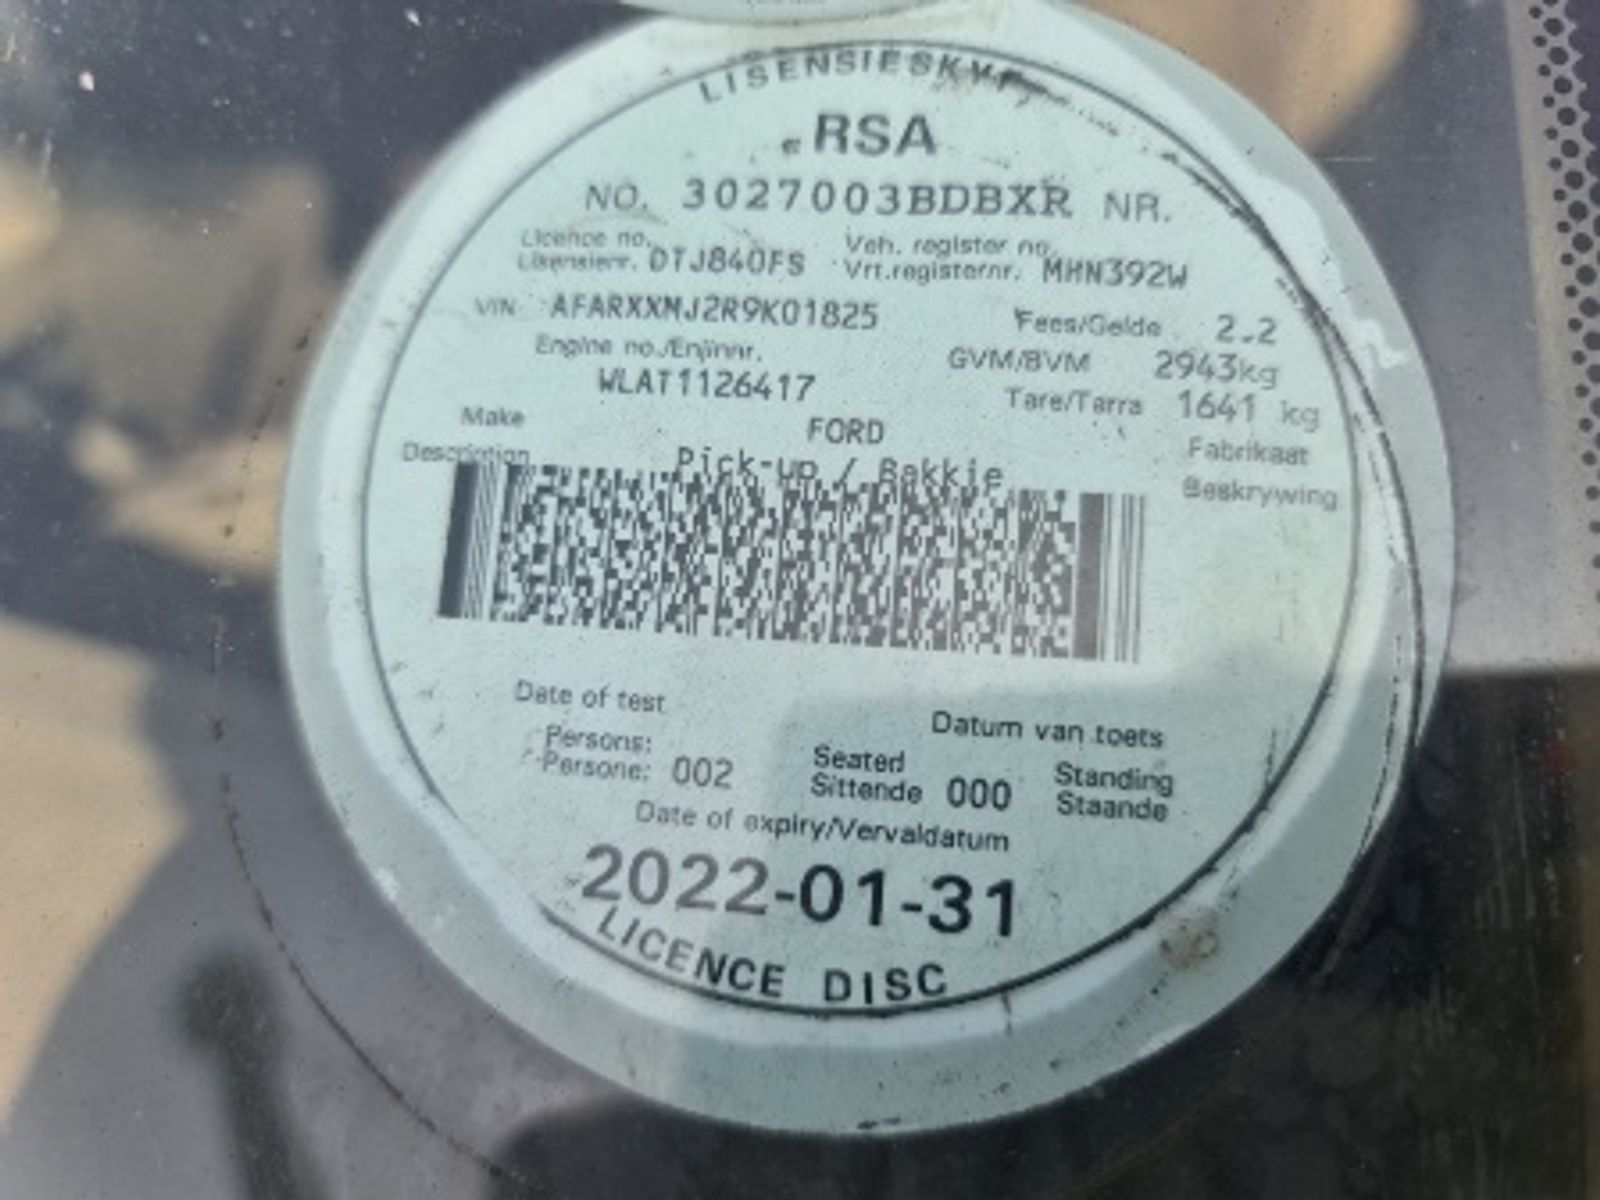 LISENSIESKYF
RSA
NO. 3027003BDBXR NR.
Licence no. Veh. register no.
Lisensienr. DTJ840FS Vrt.registernr. MHN392W
VIN AFARXXMJ2R9K01825 Fees/Gelde 2.2
Engine no./Enjinnr. GVM/BVM 2943kg
WLAT1126417 Tare/Tarra 1641 kg
Make FORD Fabrikaat
Description Pick-up / Bakkie Beskrywing
Date of test Datum van toets
Persons: Seated Standing
Persone: 002 Sittende 000 Staande
Date of expiry/Vervaldatum
2022-01-31
LICENCE DISC